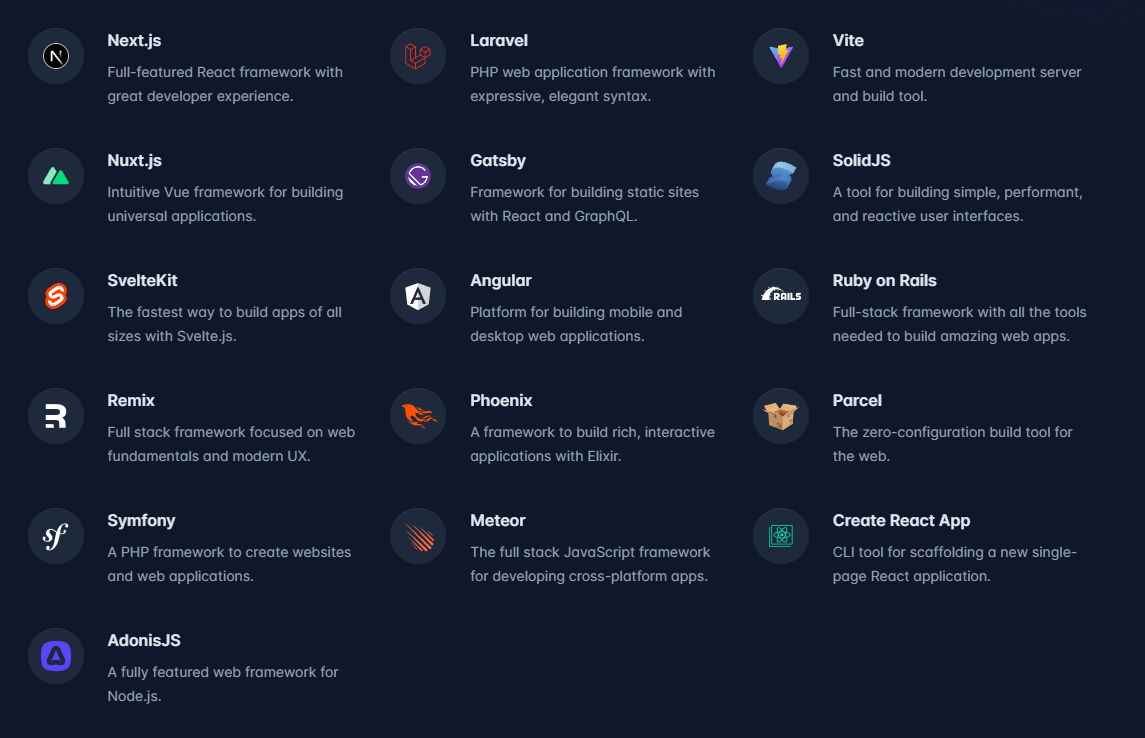 Next.js
Full-featured React framework with
great developer experience.
Laravel
PHP web application framework with
expressive, elegant syntax.
Vite
Fast and modern development server
and build tool.
Nuxt.js
Intuitive Vue framework for building
universal applications.
Gatsby
Framework for building static sites
with React and GraphQL.
SolidJS
A tool for building simple, performant,
and reactive user interfaces.
SvelteKit
The fastest way to build apps of all
sizes with Svelte.js.
Angular
Platform for building mobile and
desktop web applications.
RAILS
Ruby on Rails
Full-stack framework with all the tools
needed to build amazing web apps.
Remix
Full stack framework focused on web
fundamentals and modern UX.
Phoenix
A framework to build rich, interactive
applications with Elixir.
Parcel
The zero-configuration build tool for
the web.
sf
Symfony
A PHP framework to create websites
and web applications.
Meteor
The full stack JavaScript framework
for developing cross-platform apps.
Create React App
CLI tool for scaffolding a new single-
page React application.
AdonisJS
A fully featured web framework for
Node.js.